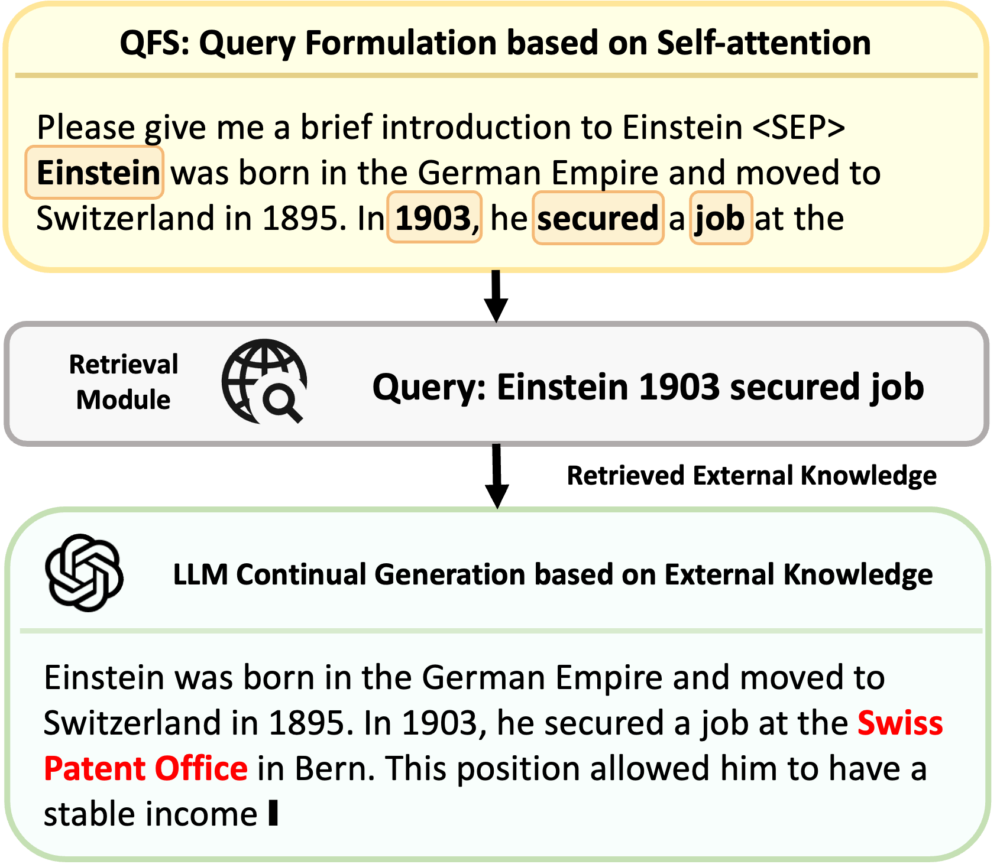 QFS: Query Formulation based on Self-attention
Please give me a brief introduction to Einstein <SEP>
Einstein was born in the German Empire and moved to
Switzerland in 1895. In 1903, he secured a job at the
Retrieval
Module
Query: Einstein 1903 secured job
Retrieved External Knowledge
LLM Continual Generation based on External Knowledge
Einstein was born in the German Empire and moved to
Switzerland in 1895. In 1903, he secured a job at the Swiss
Patent Office in Bern. This position allowed him to have a
stable income